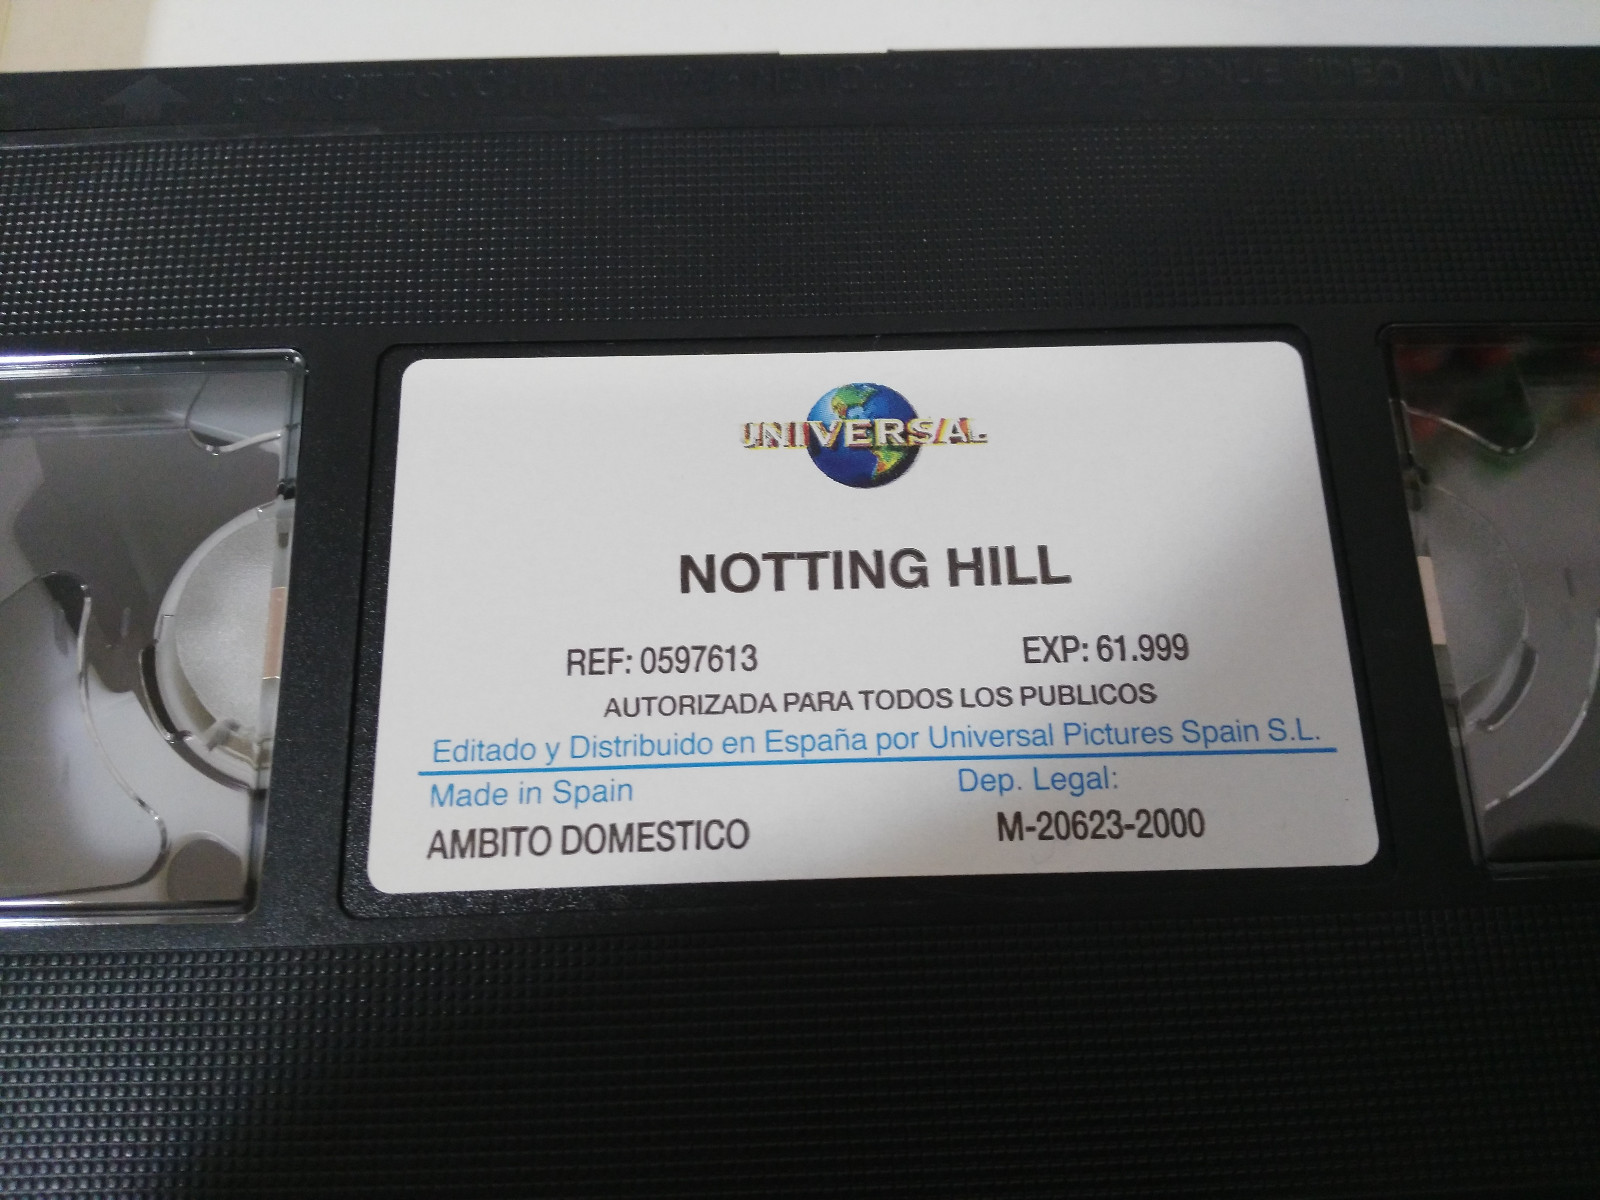 UNIVERSAL
NOTTING HILL
REF: 0597613 EXP: 61.999
AUTORIZADA PARA TODOS LOS PUBLICOS
Editado y Distribuido en España por Universal Pictures Spain S.L.
Made in Spain Dep. Legal:
AMBITO DOMESTICO M-20623-2000